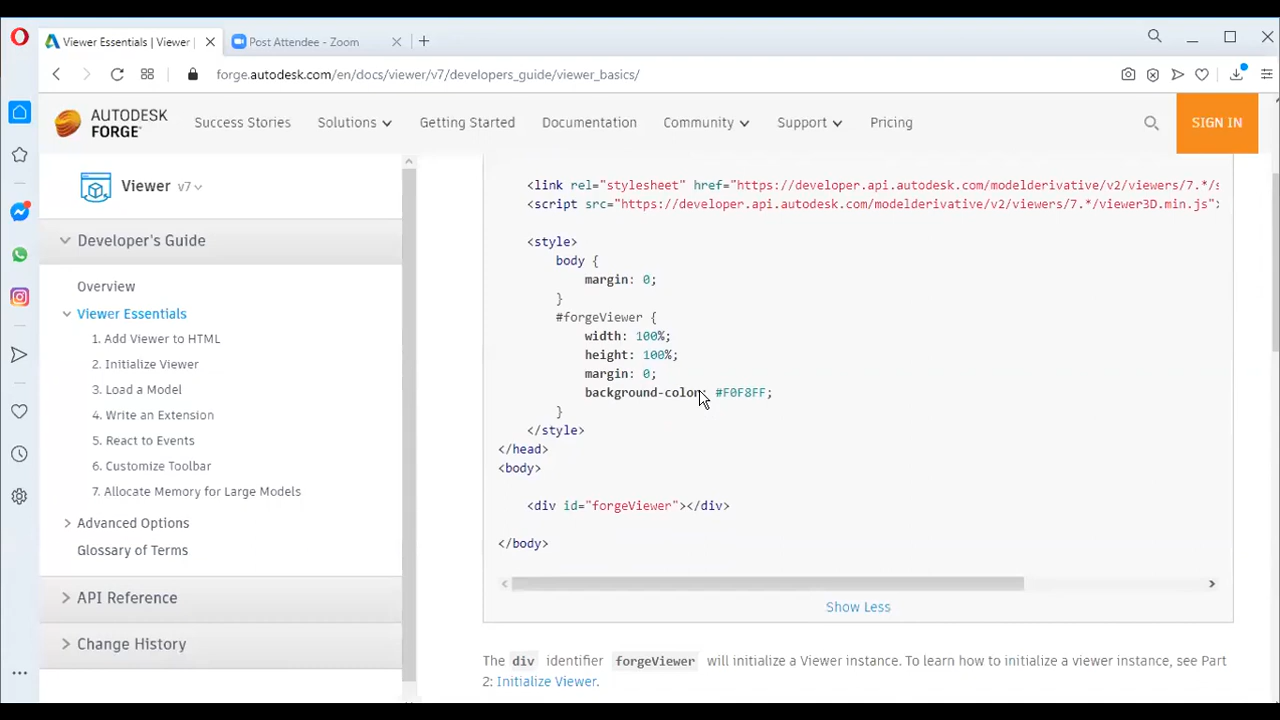 Viewer Essentials | Viewer
Post Attendee - Zoom
forge.autodesk.com/en/docs/viewer/v7/developers_guide/viewer_basics/
AUTODESK
FORGE
Success Stories
Solutions
Getting Started
Documentation
Community
Support
Pricing
SIGN IN
Viewer v7
Developer's Guide
Overview
Viewer Essentials
1. Add Viewer to HTML
2. Initialize Viewer
3. Load a Model
4. Write an Extension
5. React to Events
6. Customize Toolbar
7. Allocate Memory for Large Models
Advanced Options
Glossary of Terms
API Reference
Change History
<link rel="stylesheet" href="https://developer.api.autodesk.com/modelderivative/v2/viewers/7.*/s
<script src="https://developer.api.autodesk.com/modelderivative/v2/viewers/7.*/viewer3D.min.js">
<style>
body {
margin: 0;
}
#forgeViewer {
width: 100%;
height: 100%;
margin: 0;
background-color: #F0F8FF;
}
</style>
</head>
<body>
<div id="forgeViewer"></div>
</body>
Show Less
The div identifier forgeViewer will initialize a Viewer instance. To learn how to initialize a viewer instance, see Part
2: Initialize Viewer.